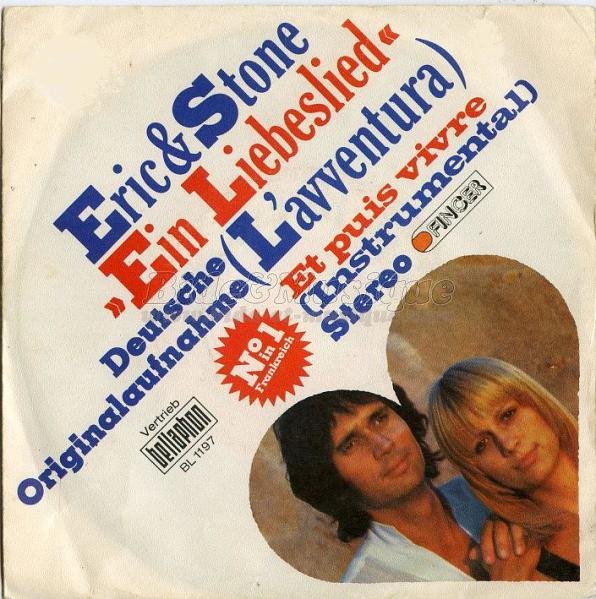 Eric & Stone
"Ein Liebeslied"
(L'avventura)
Deutsche
Originalaufnahme
Et puis vivre
(Instrumental)
Stereo
FINGER
No 1
in
Frankreich
Vertrieb
bellaphon
BL 1197